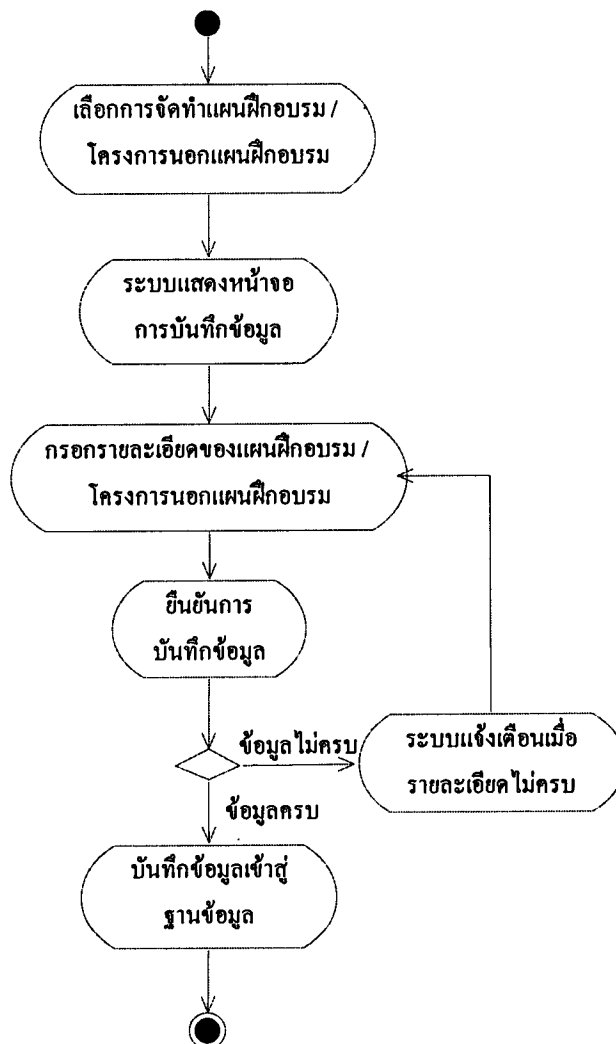 เลือกการจัดทำแผนฝึกอบรม /
โครงการนอกแผนฝึกอบรม
ระบบแสดงหน้าจอ
การบันทึกข้อมูล
กรอกรายละเอียดของแผนฝึกอบรม /
โครงการนอกแผนฝึกอบรม
ยืนยันการ
บันทึกข้อมูล
ข้อมูลไม่ครบ
ระบบแจ้งเตือนเมื่อ
รายละเอียดไม่ครบ
ข้อมูลครบ
บันทึกข้อมูลเข้าสู่
ฐานข้อมูล